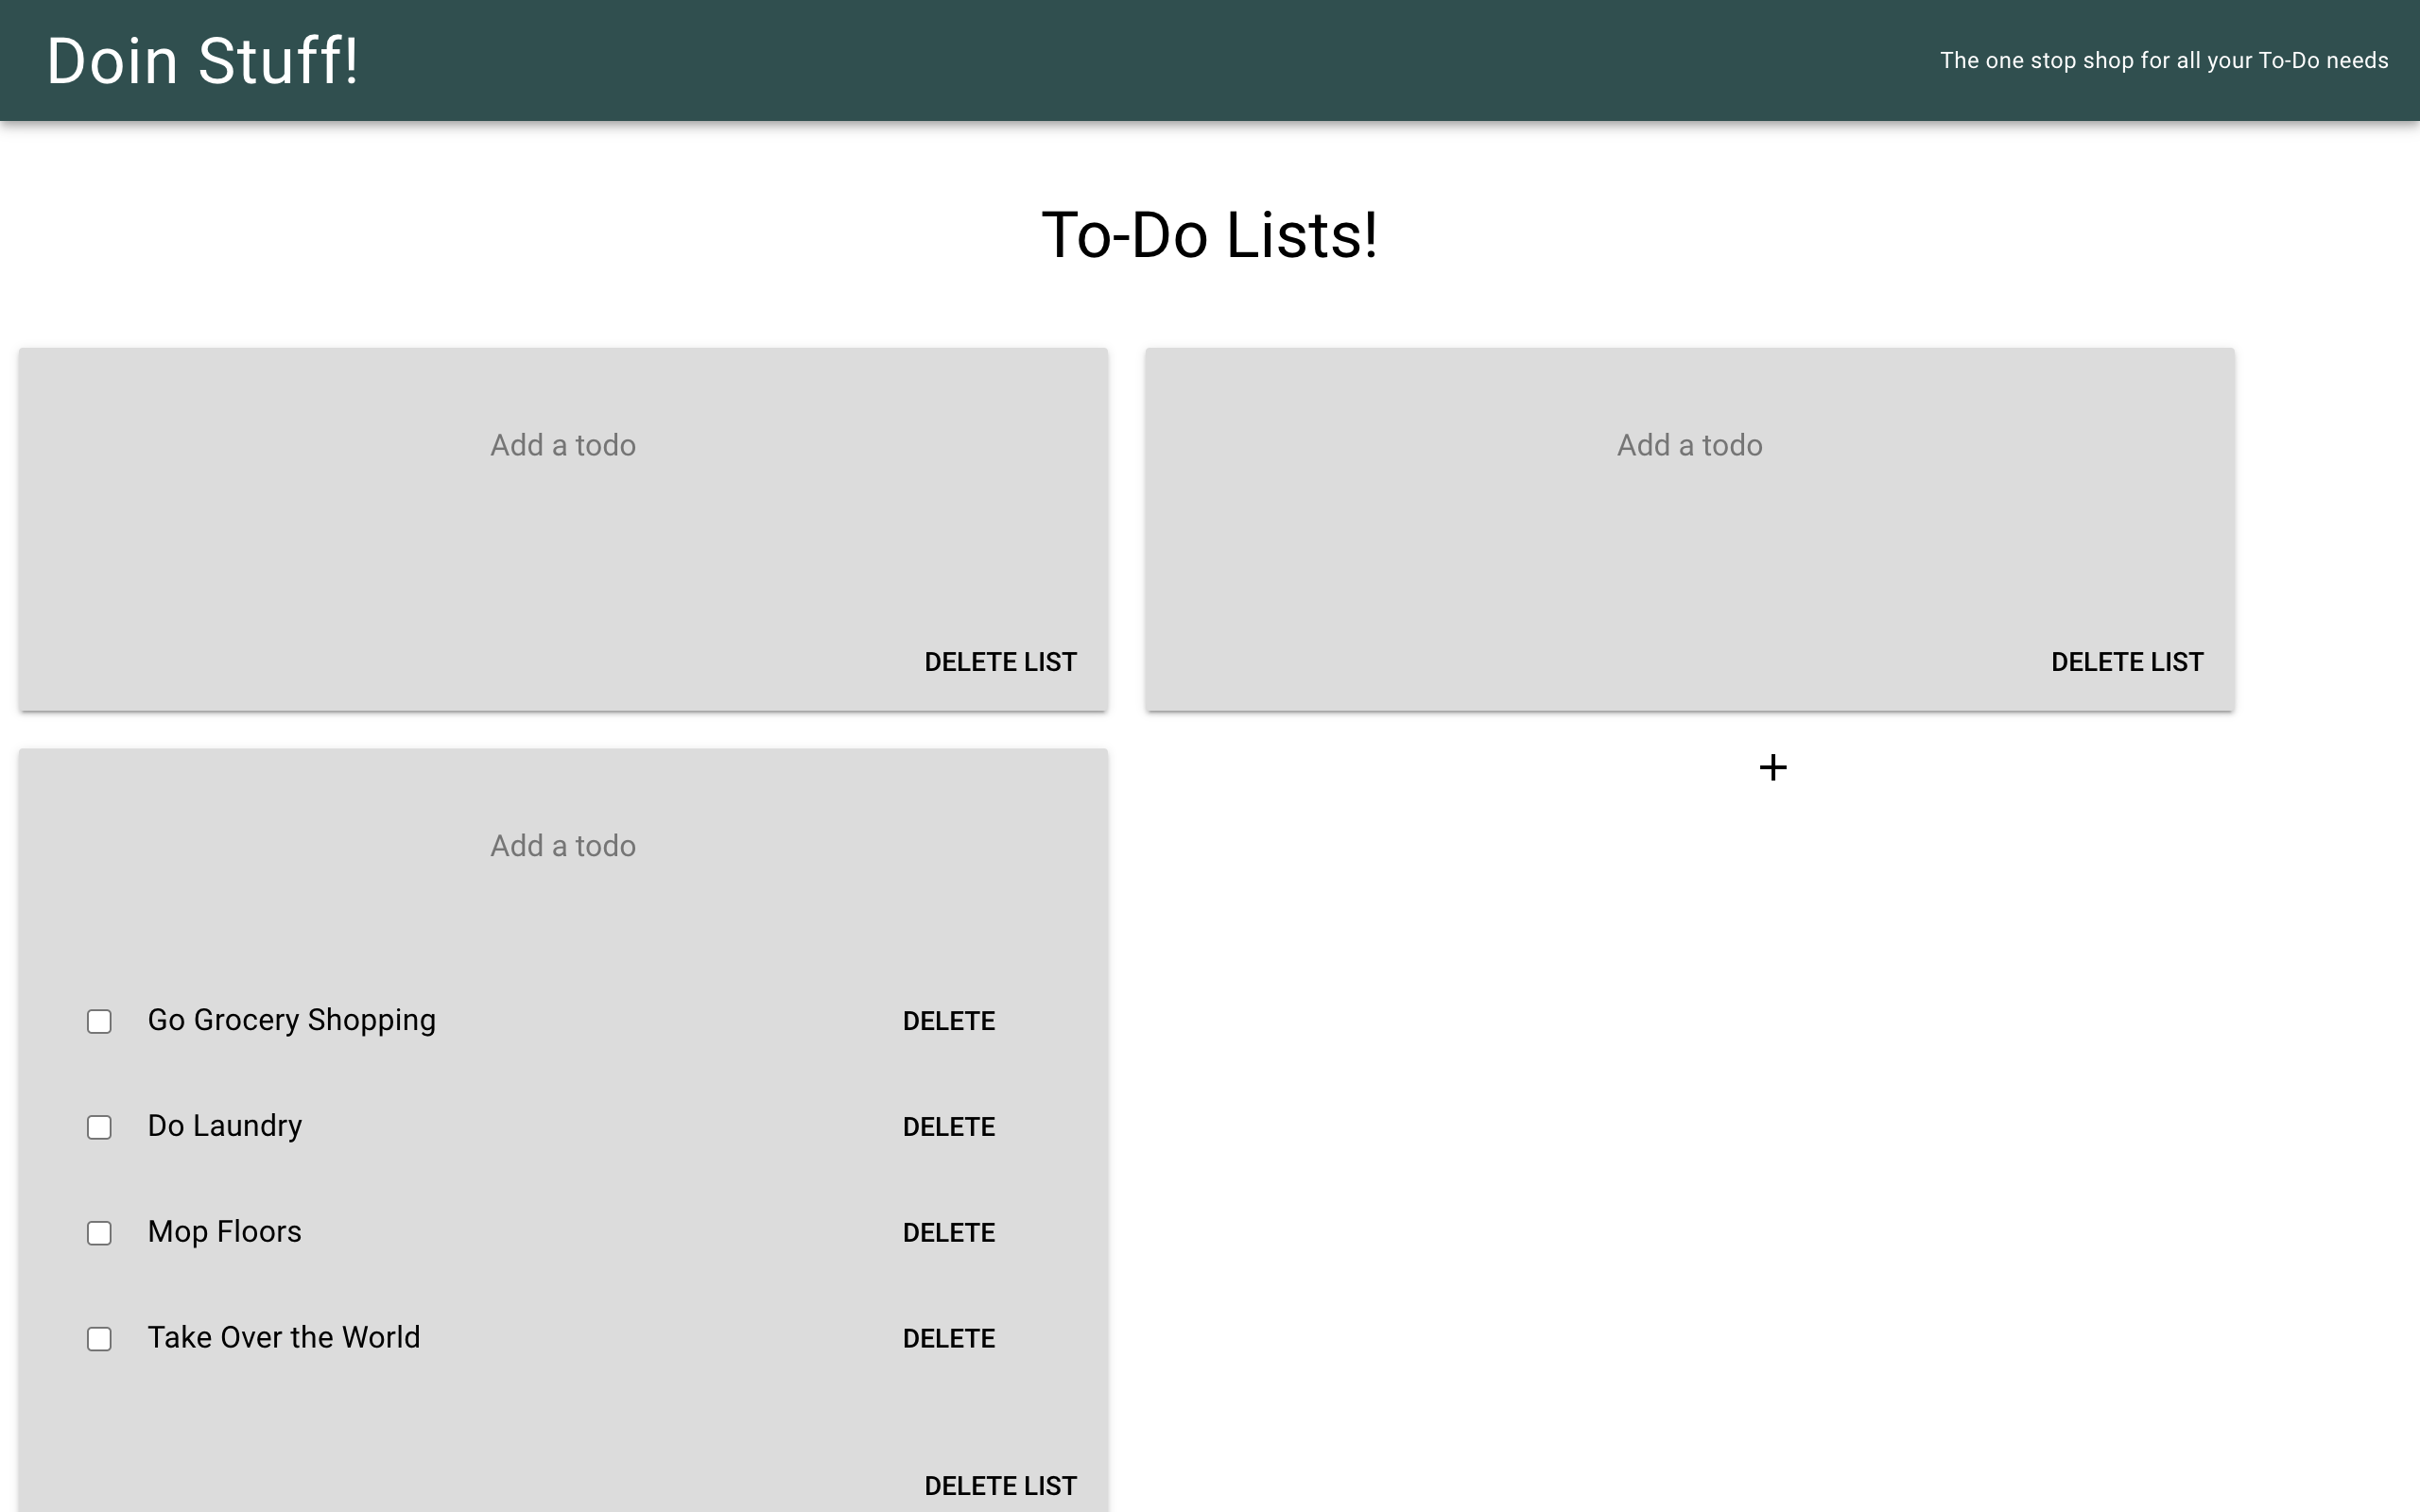 Doin Stuff!
The one stop shop for all your To-Do needs
To-Do Lists!
Add a todo
DELETE LIST
Add a todo
DELETE LIST
+
Add a todo
Go Grocery Shopping DELETE
Do Laundry DELETE
Mop Floors DELETE
Take Over the World DELETE
DELETE LIST